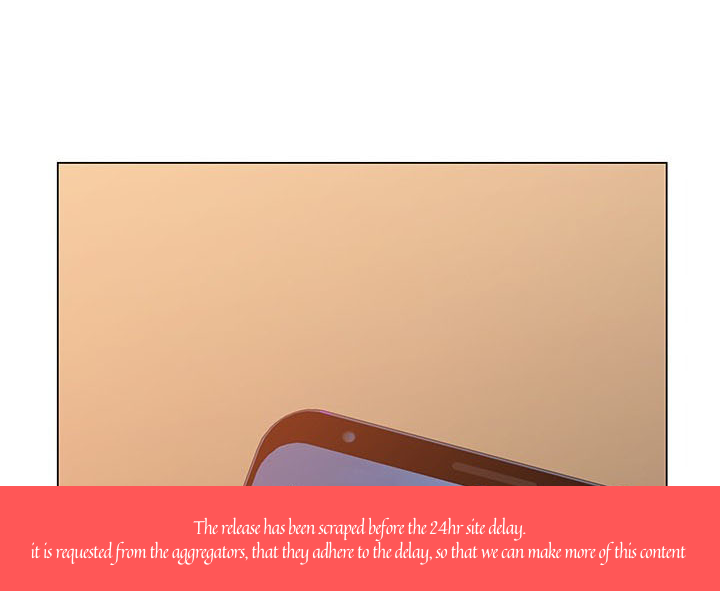 The release has been scraped before the 24hr site delay.
it is requested from the aggregators, that they adhere to the delay, so that we can make more of this content